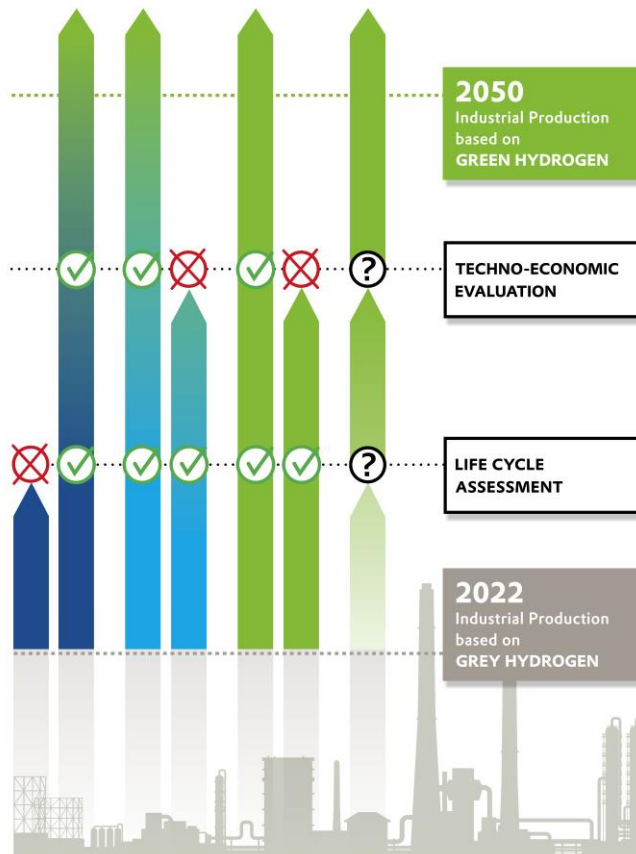 2050
Industrial Production
based on
GREEN HYDROGEN
? 
TECHNO-ECONOMIC
EVALUATION
?
LIFE CYCLE
ASSESSMENT
2022
Industrial Production
based on
GREY HYDROGEN